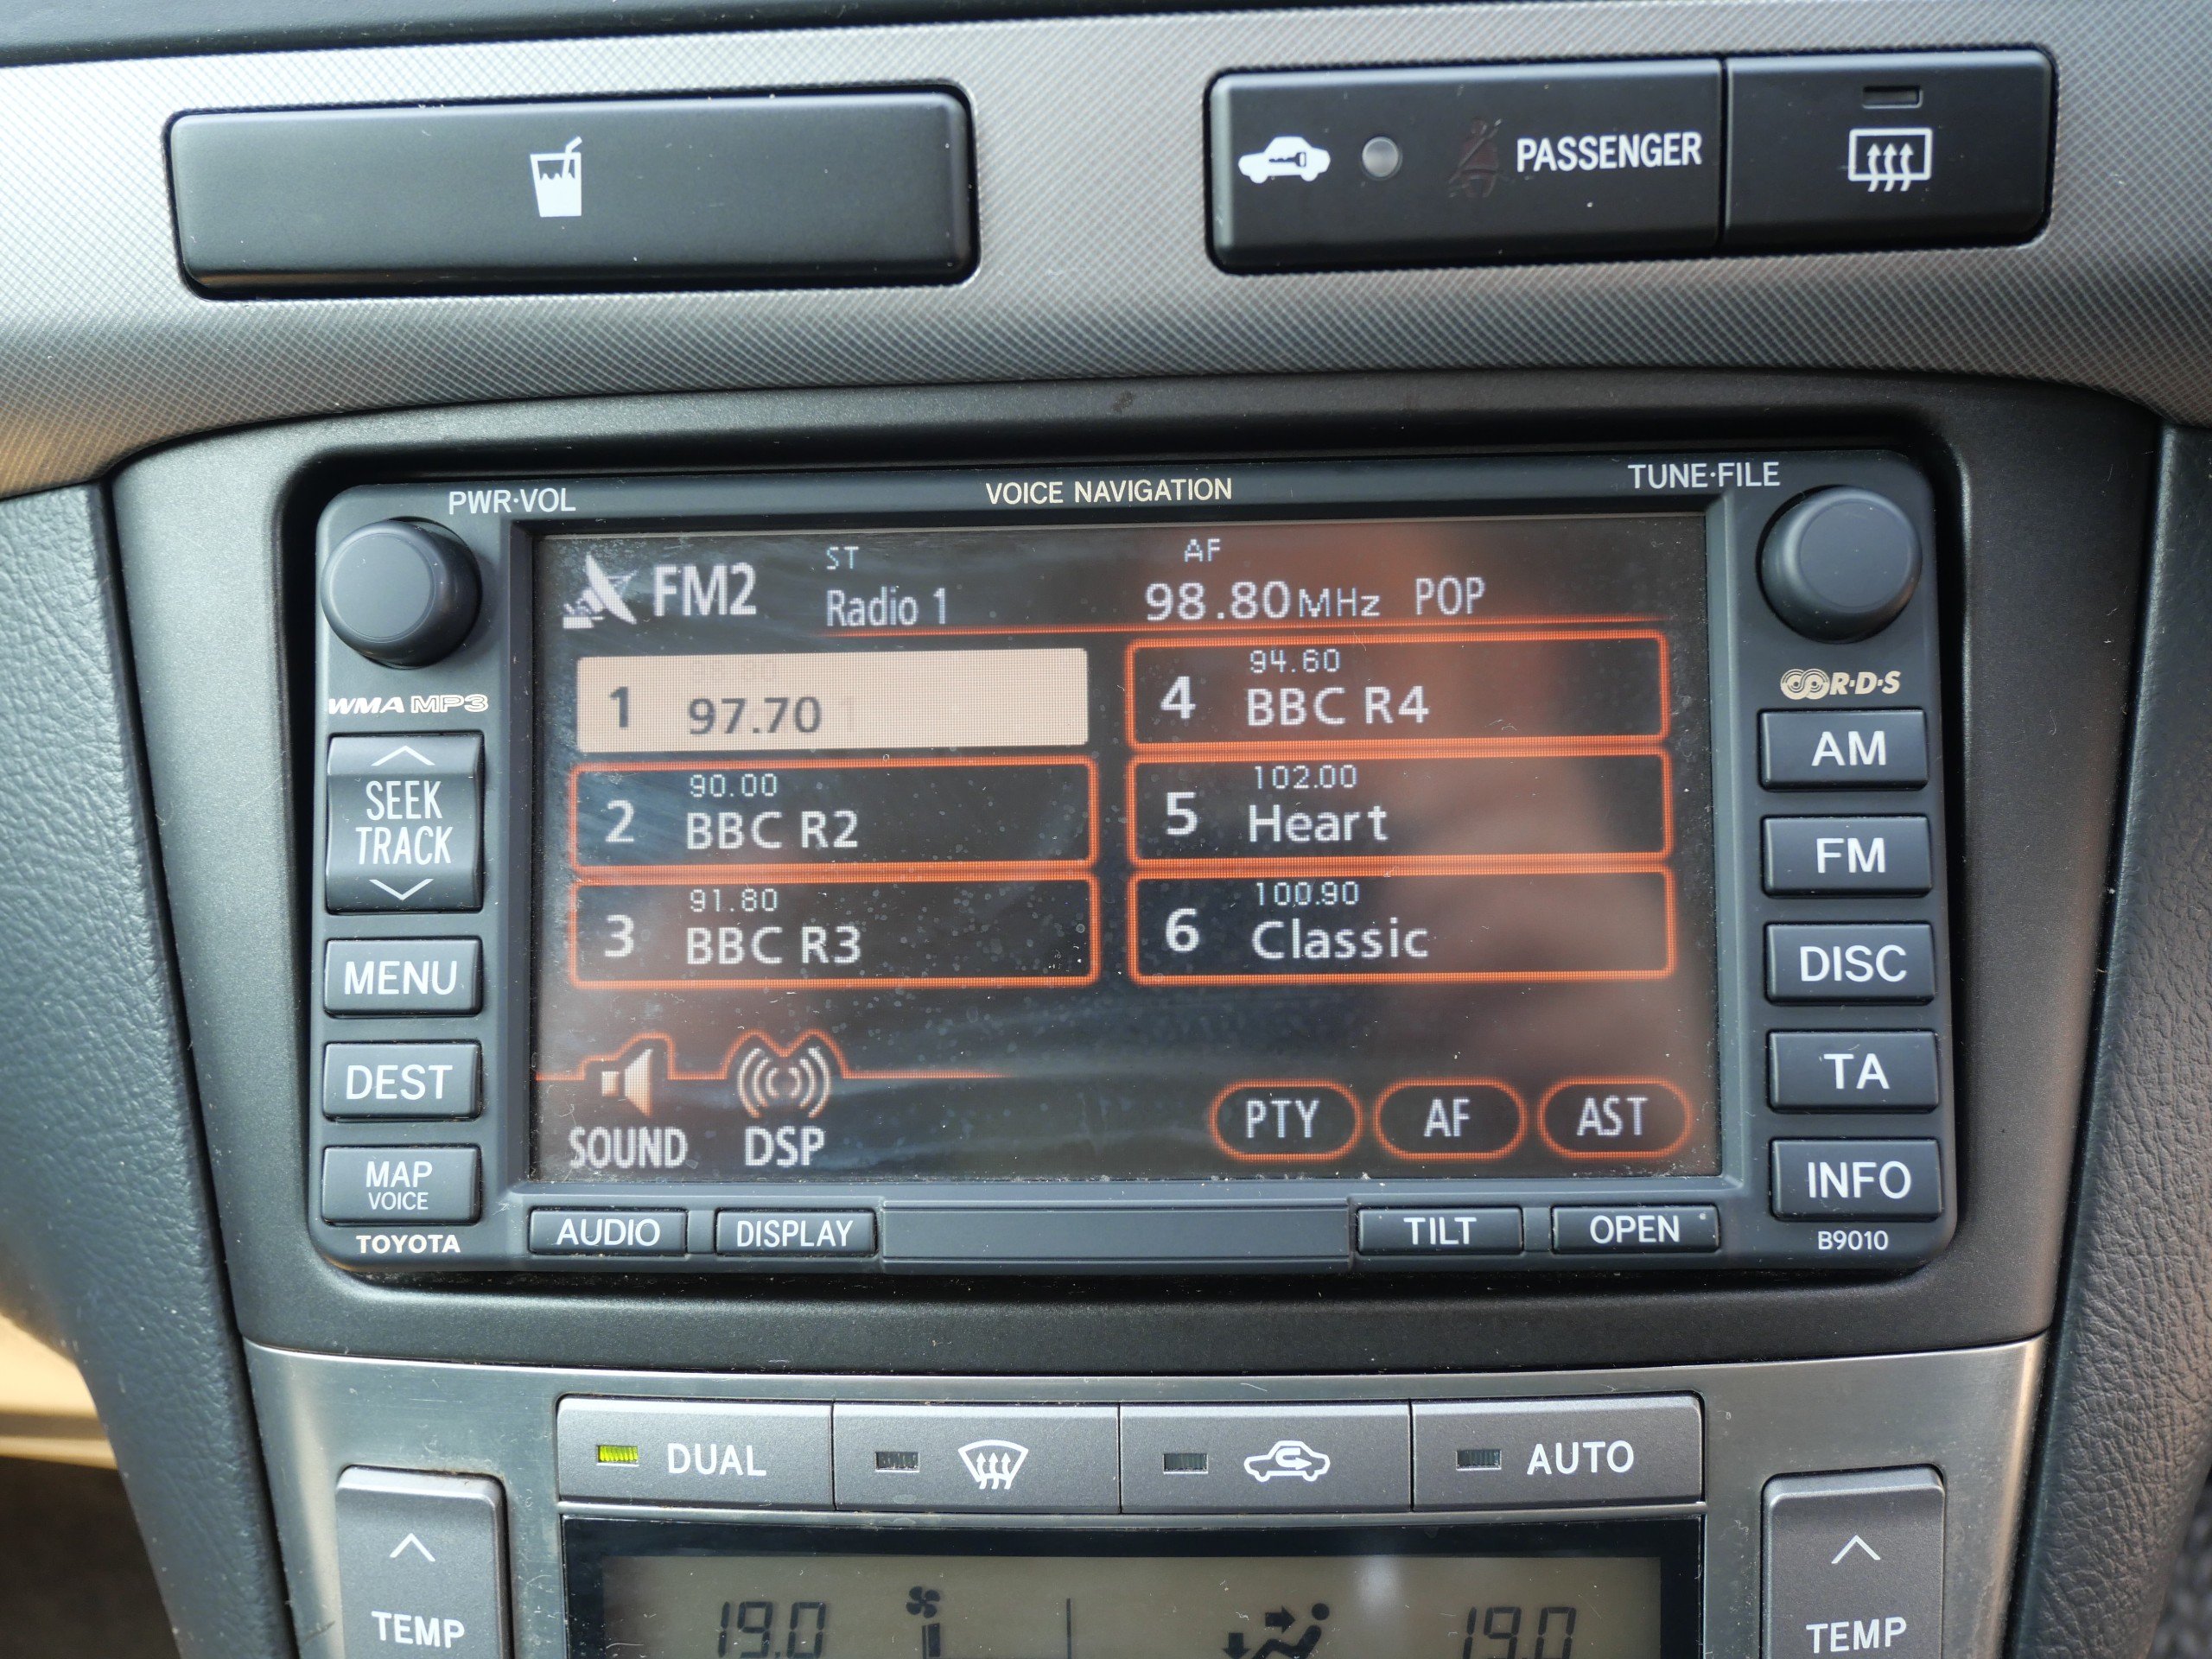 PASSENGER
PWR·VOL
VOICE NAVIGATION
TUNE·FILE
ST
AF
FM2
Radio 1
98.80MHz POP
WMA MP3
R·D·S
1
97.70
4
94.60
BBC R4
2
90.00
BBC R2
5
102.00
Heart
3
91.80
BBC R3
6
100.90
Classic
SOUND
DSP
PTY
AF
AST
SEEK
TRACK
MENU
DEST
MAP
VOICE
TOYOTA
AM
FM
DISC
TA
INFO
B9010
AUDIO
DISPLAY
TILT
OPEN
DUAL
AUTO
TEMP
19.0
19.0
TEMP